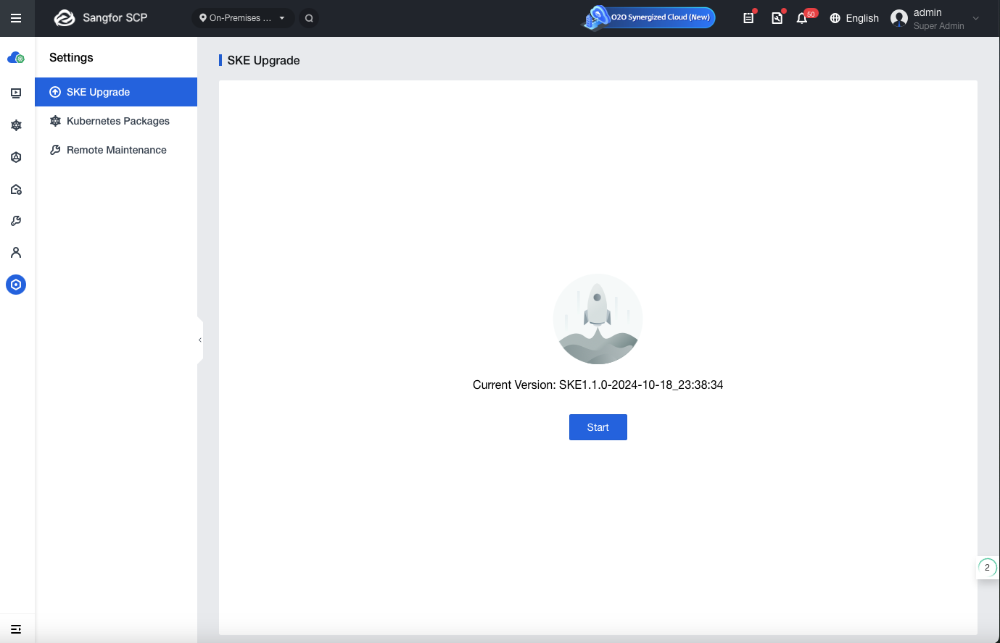 Sangfor SCP
On-Premises ...
O2O Synergized Cloud (New)
50
English
admin
Super Admin
Settings
SKE Upgrade
Kubernetes Packages
Remote Maintenance
SKE Upgrade
Current Version: SKE1.1.0-2024-10-18_23:38:34
Start
2